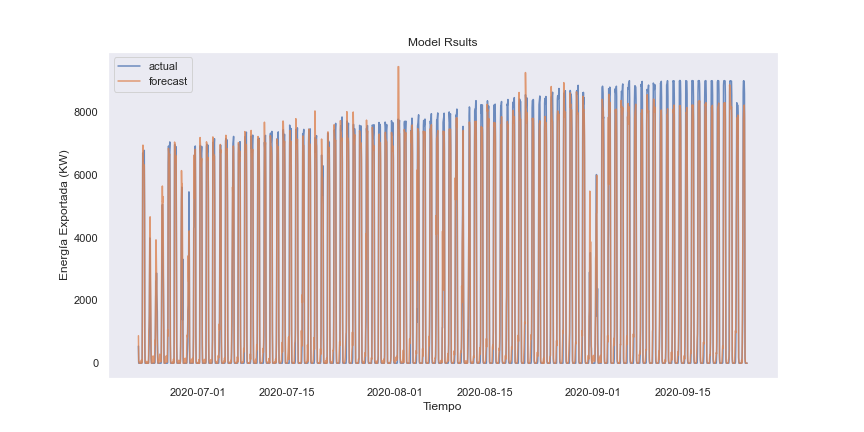 Model Rsults
actual
forecast
8000
6000
4000
2000
0
Energía Exportada (KW)
2020-07-01 2020-07-15 2020-08-01 2020-08-15 2020-09-01 2020-09-15
Tiempo